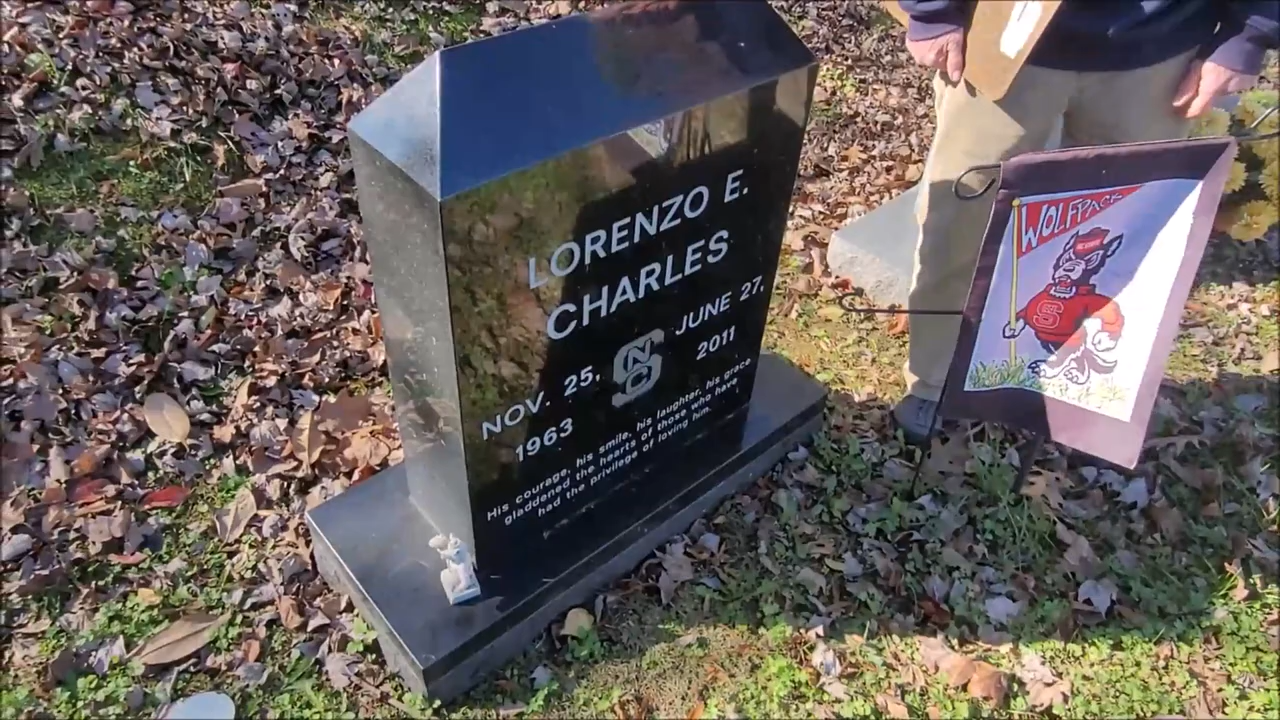 LORENZO E.
CHARLES
NOV. 25, 1963
NCS
JUNE 27, 2011
His courage, his smile, his laughter, his grace
gladdened the hearts of those who have
had the privilege of loving him.
WOLFPACK
S